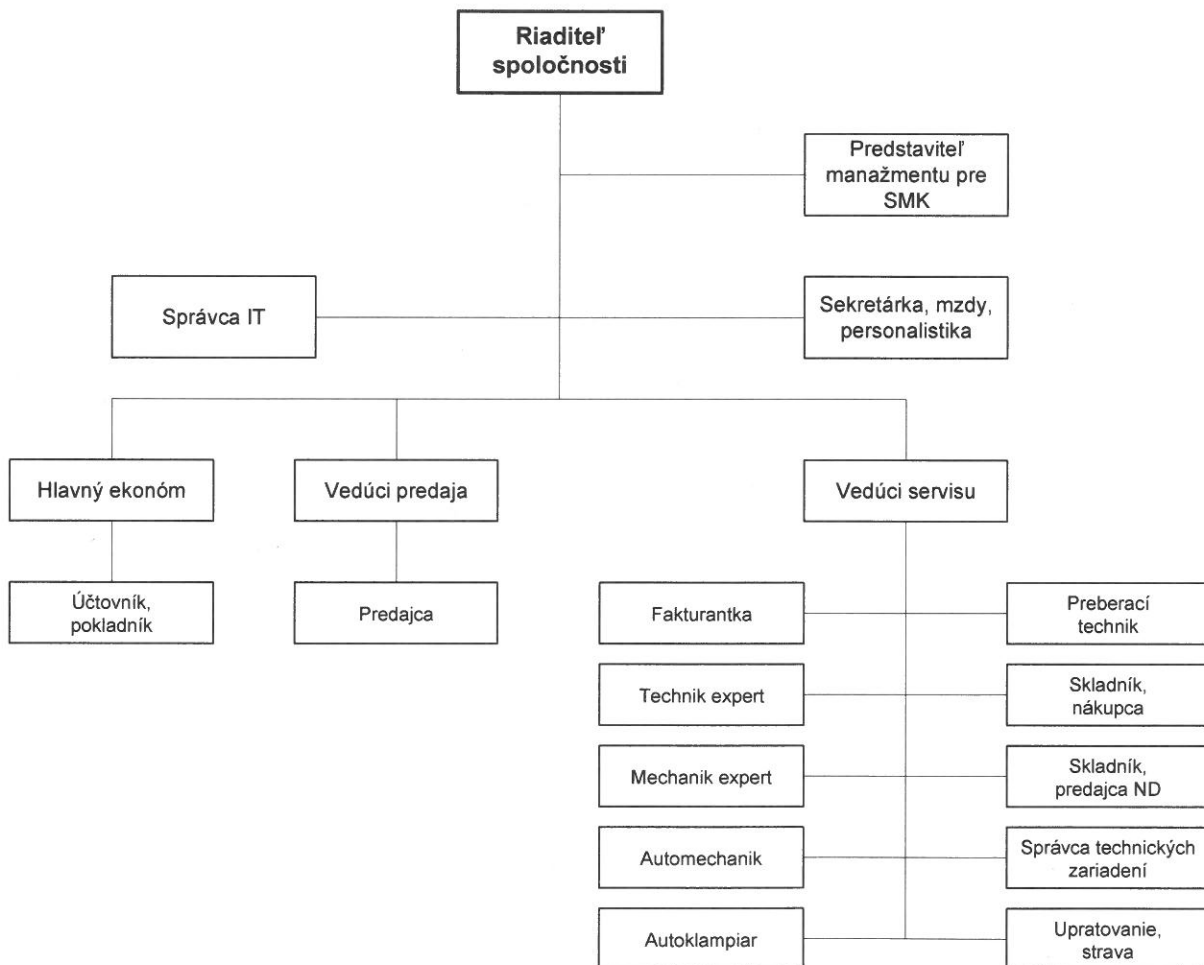 Riaditeľ
spoločnosti
Predstaviteľ
manažmentu pre
SMK
Správca IT
Sekretárka, mzdy,
personalistika
Hlavný ekonóm
Vedúci predaja
Vedúci servisu
Účtovník,
pokladník
Predajca
Fakturantka
Preberací
technik
Technik expert
Skladník,
nákupca
Mechanik expert
Skladník,
predajca ND
Automechanik
Správca technických
zariadení
Autoklampiar
Upratovanie,
strava